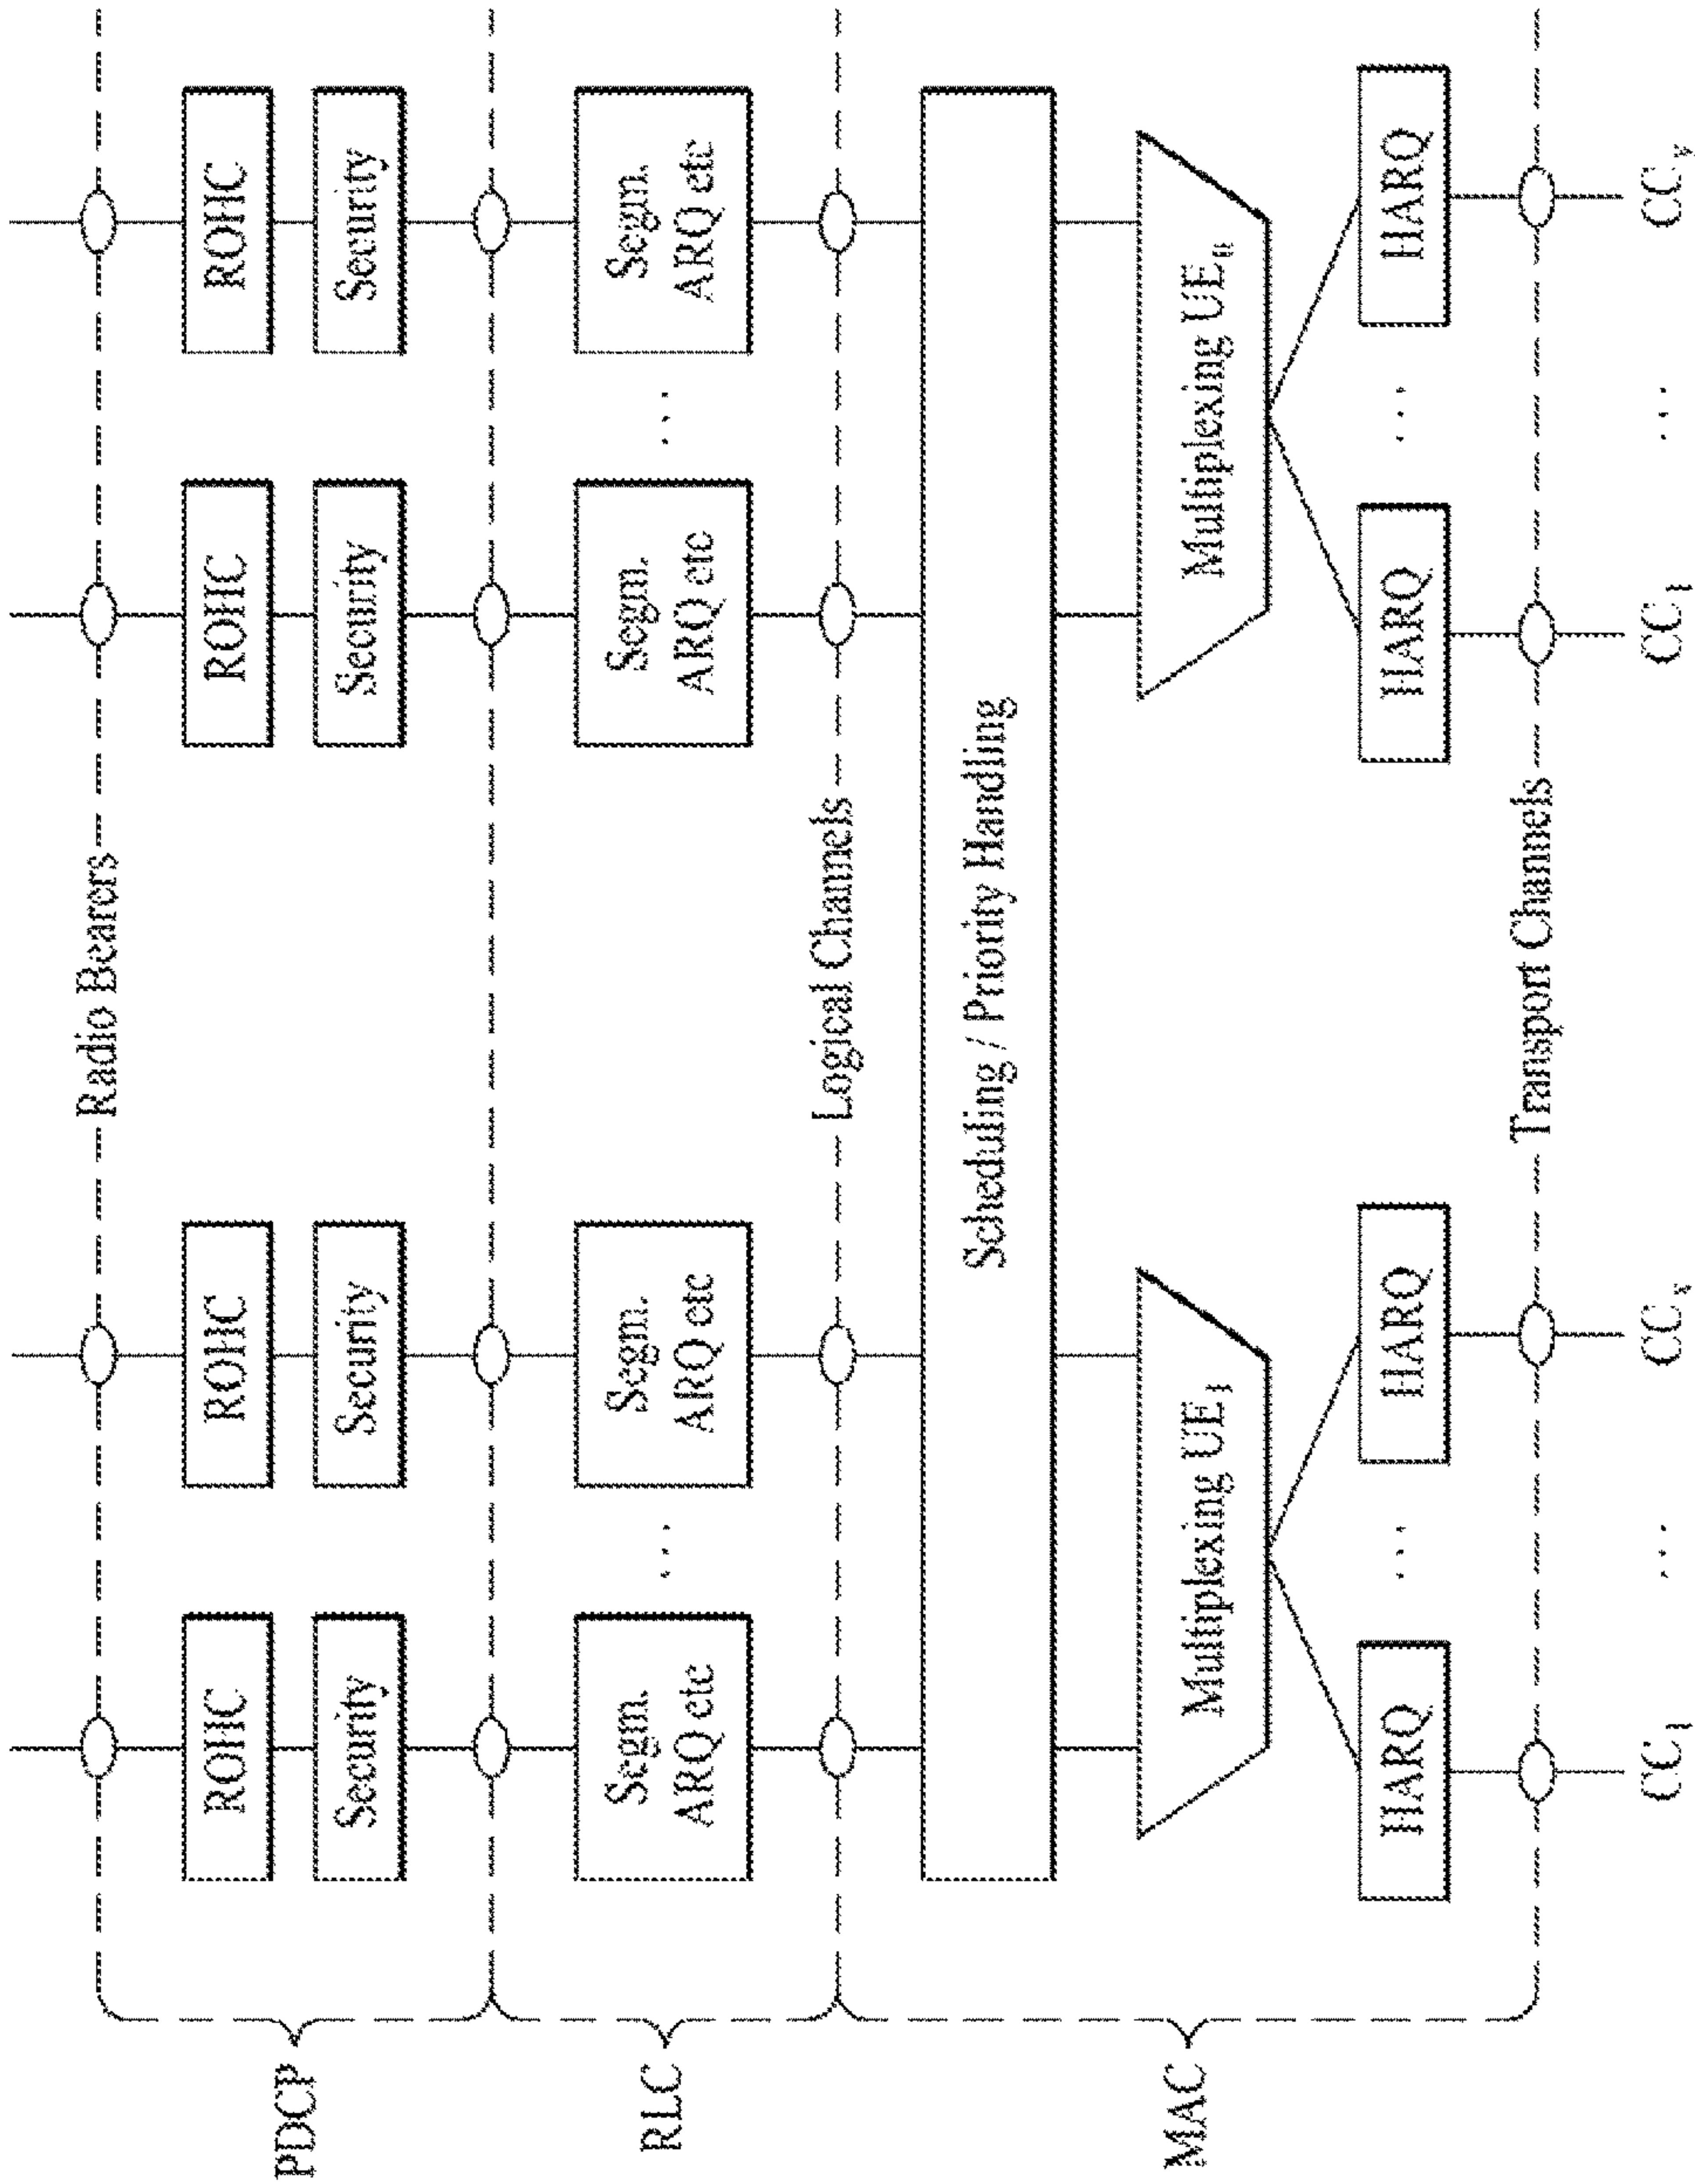 Radio Bearers
ROHC
ROHC
ROHC
ROHC
PDCP
Security
Security
Security
Security
Segm.
ARQ etc
...
Segm.
ARQ etc
Segm.
ARQ etc
...
Segm.
ARQ etc
RLC
Logical Channels
Scheduling / Priority Handling
MAC
Multiplexing UE1
Multiplexing UEn
HARQ
...
HARQ
HARQ
...
HARQ
Transport Channels
CC1
...
CCx
CC1
...
CCy